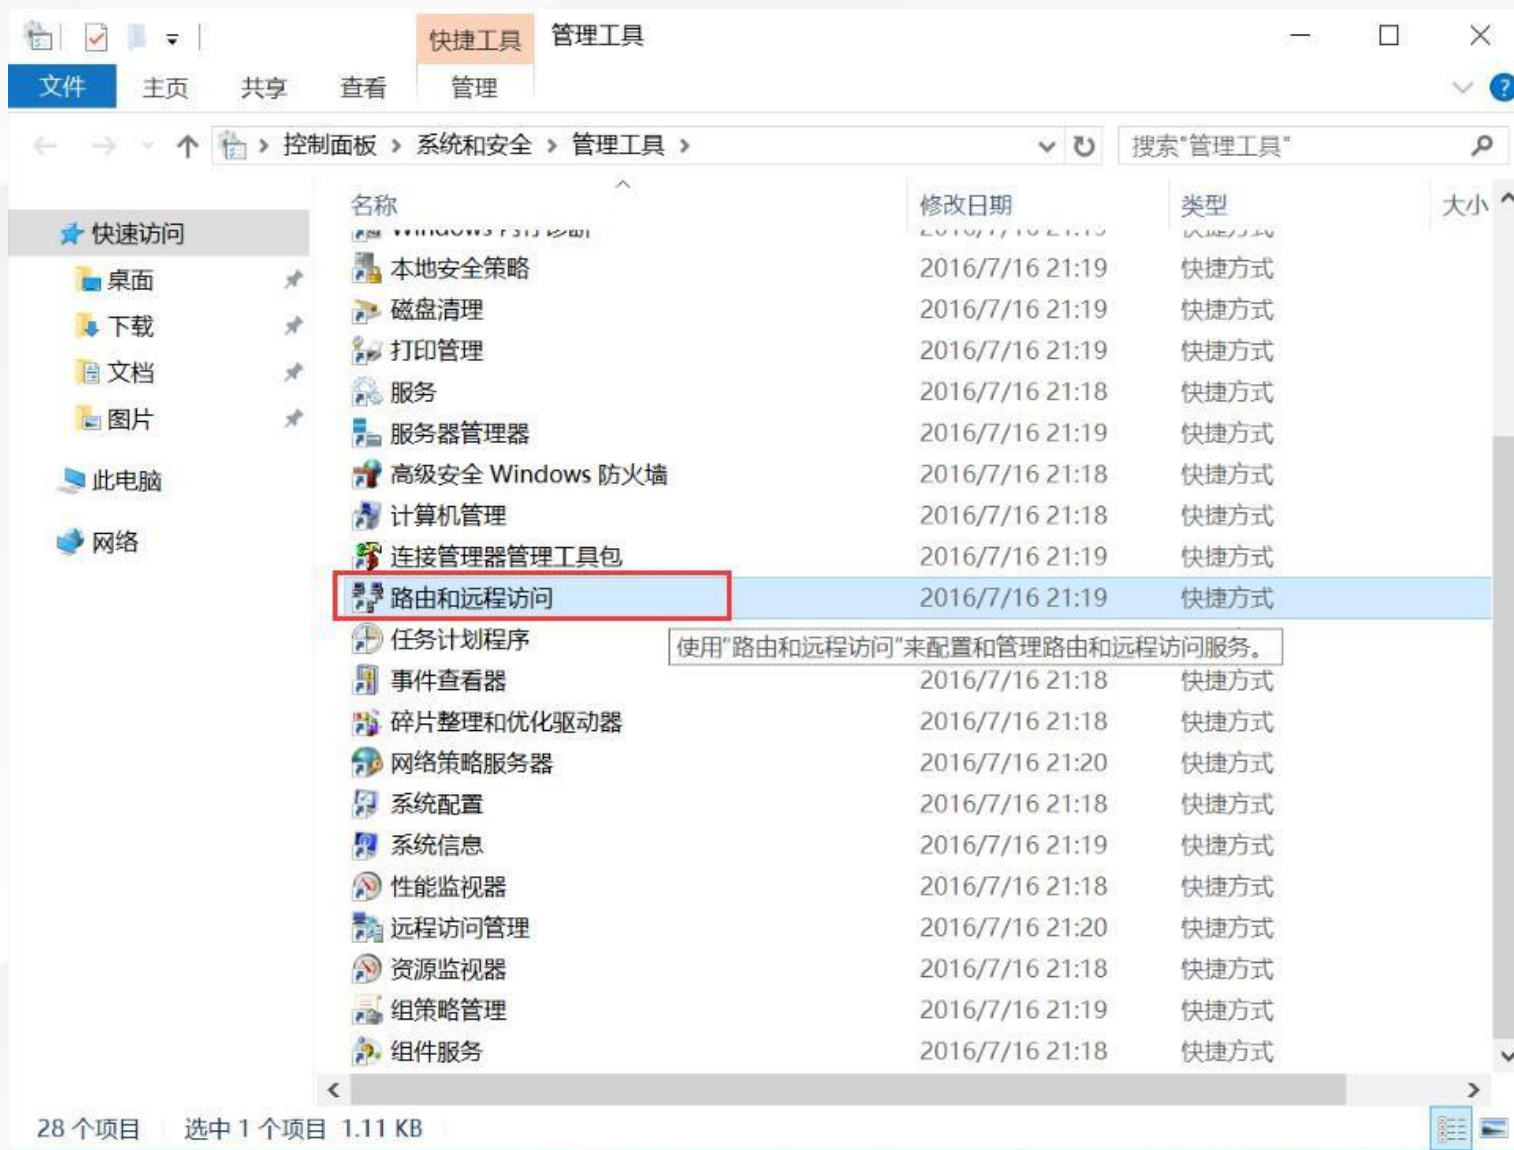 快捷工具 管理工具
文件 主页 共享 查看 管理
控制面板 › 系统和安全 › 管理工具 › 搜索"管理工具"
名称 修改日期 类型 大小
快速访问
桌面
下载
文档
图片
此电脑
网络
本地安全策略 2016/7/16 21:19 快捷方式
磁盘清理 2016/7/16 21:19 快捷方式
打印管理 2016/7/16 21:19 快捷方式
服务 2016/7/16 21:18 快捷方式
服务器管理器 2016/7/16 21:19 快捷方式
高级安全 Windows 防火墙 2016/7/16 21:18 快捷方式
计算机管理 2016/7/16 21:18 快捷方式
连接管理器管理工具包 2016/7/16 21:19 快捷方式
路由和远程访问 2016/7/16 21:19 快捷方式
任务计划程序
使用"路由和远程访问"来配置和管理路由和远程访问服务。
事件查看器 2016/7/16 21:18 快捷方式
碎片整理和优化驱动器 2016/7/16 21:18 快捷方式
网络策略服务器 2016/7/16 21:20 快捷方式
系统配置 2016/7/16 21:18 快捷方式
系统信息 2016/7/16 21:19 快捷方式
性能监视器 2016/7/16 21:18 快捷方式
远程访问管理 2016/7/16 21:20 快捷方式
资源监视器 2016/7/16 21:18 快捷方式
组策略管理 2016/7/16 21:19 快捷方式
组件服务 2016/7/16 21:18 快捷方式
28 个项目 选中 1 个项目 1.11 KB